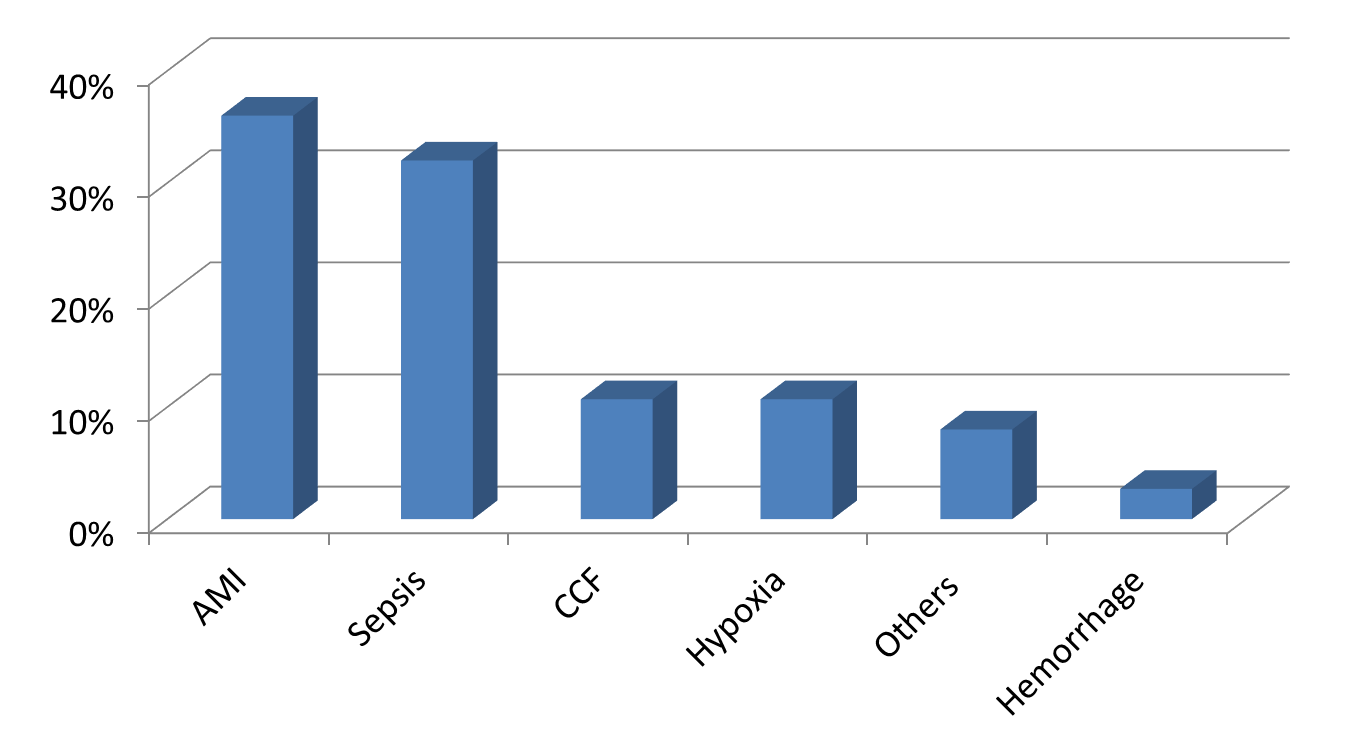 40%
30%
20%
10%
0%
AMI
Sepsis
CCF
Hypoxia
Others
Hemorrhage